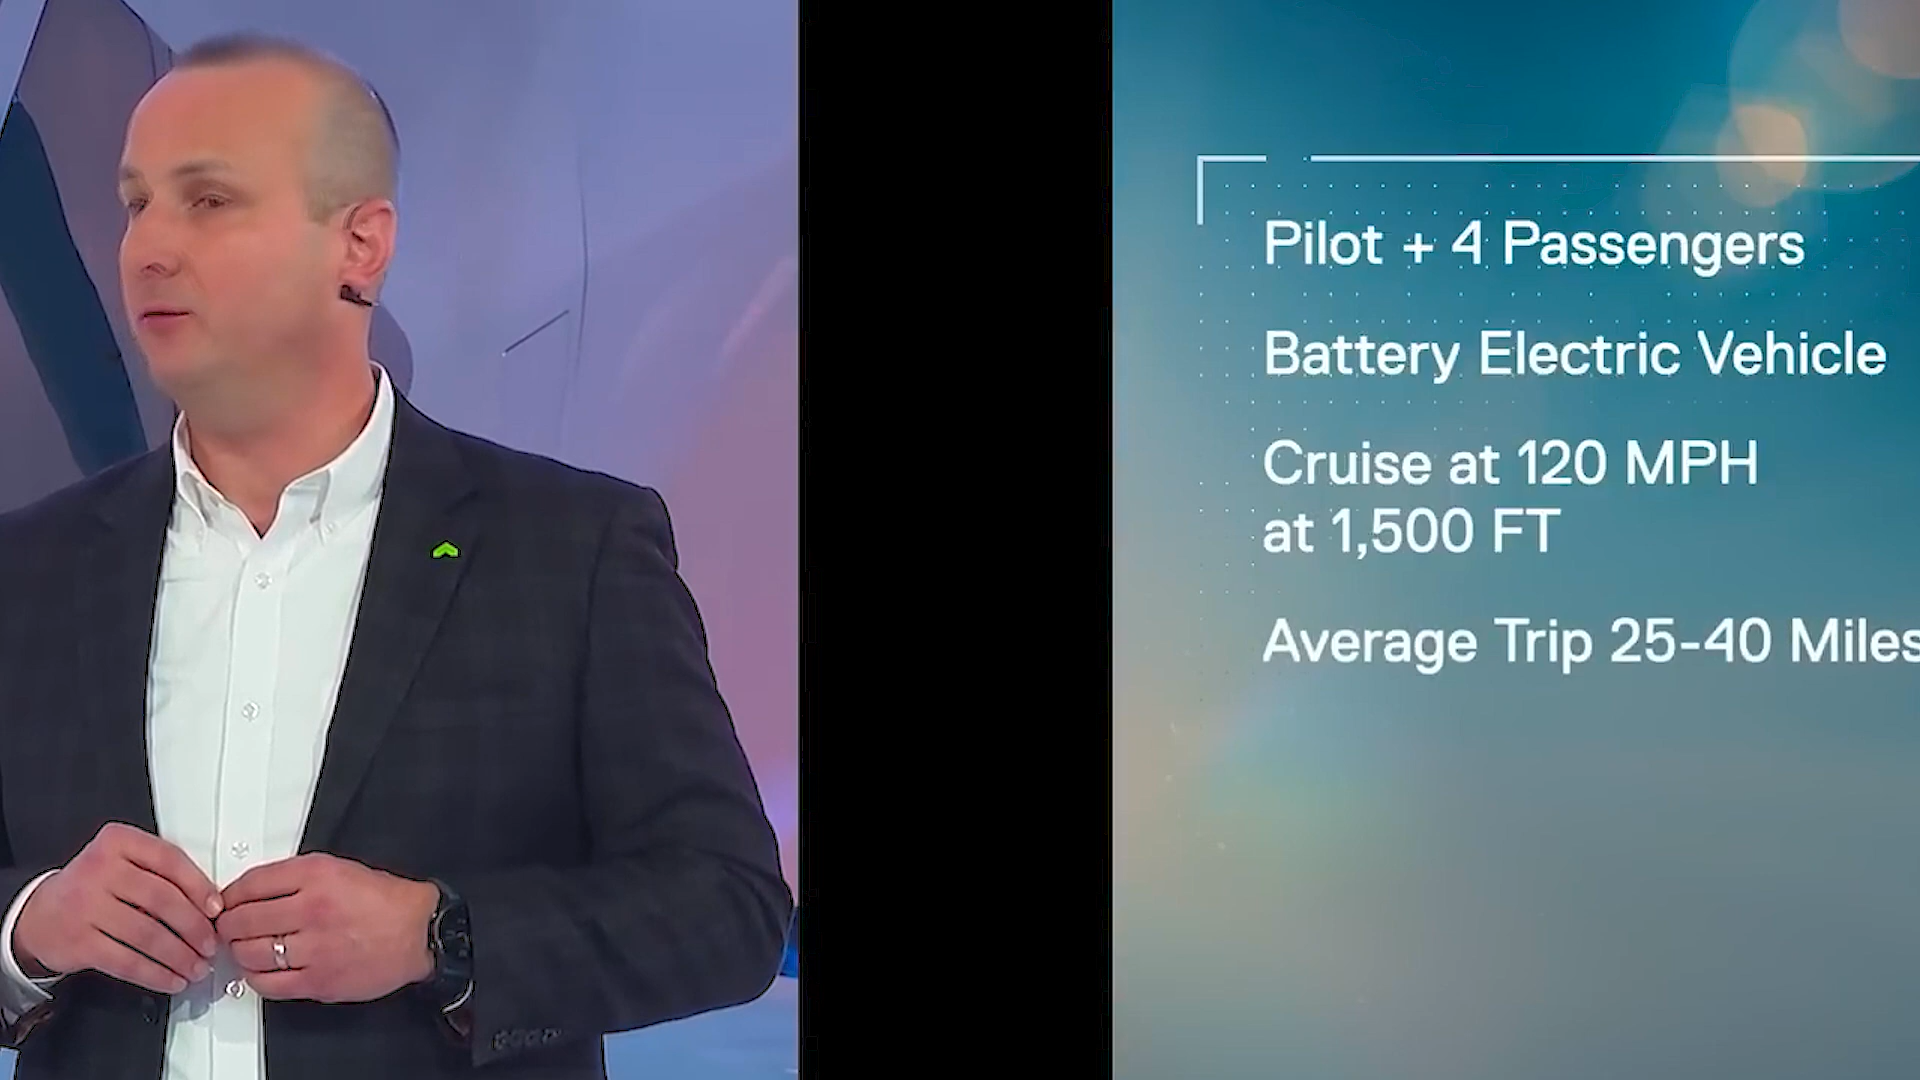 Pilot + 4 Passengers
Battery Electric Vehicle
Cruise at 120 MPH
at 1,500 FT
Average Trip 25-40 Miles